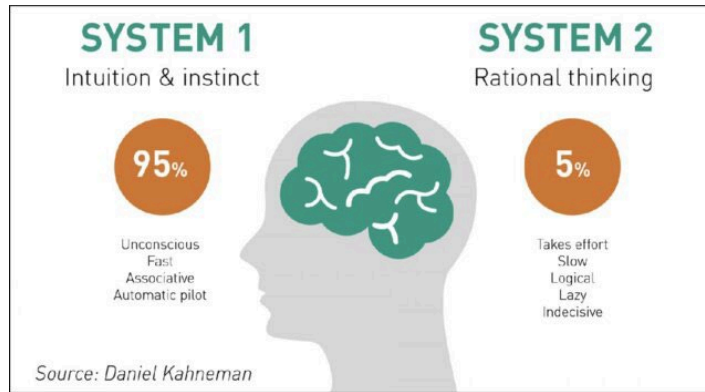 SYSTEM 1
Intuition & instinct
95%
Unconscious
Fast
Associative
Automatic pilot
SYSTEM 2
Rational thinking
5%
Takes effort
Slow
Logical
Lazy
Indecisive
Source: Daniel Kahneman